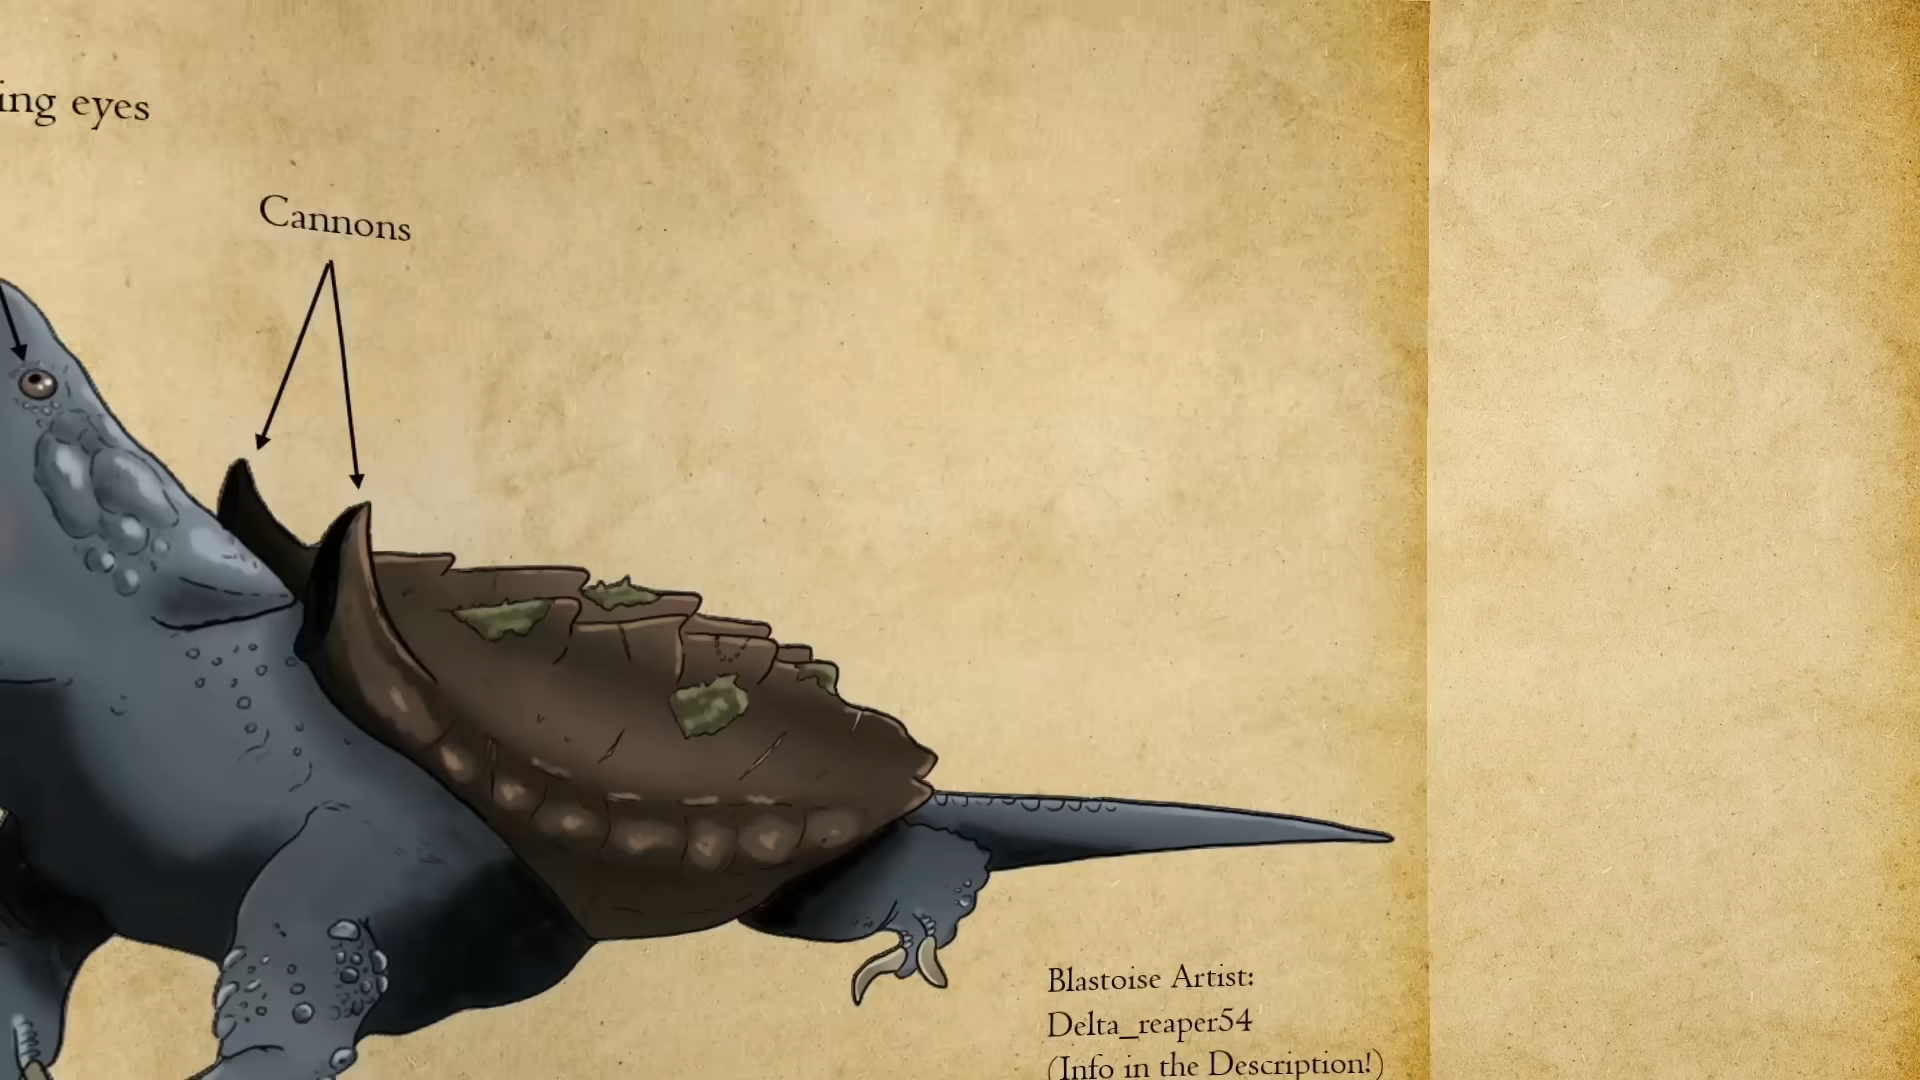 ing eyes
Cannons
Blastoise Artist:
Delta_reaper54
(Info in the Description!)